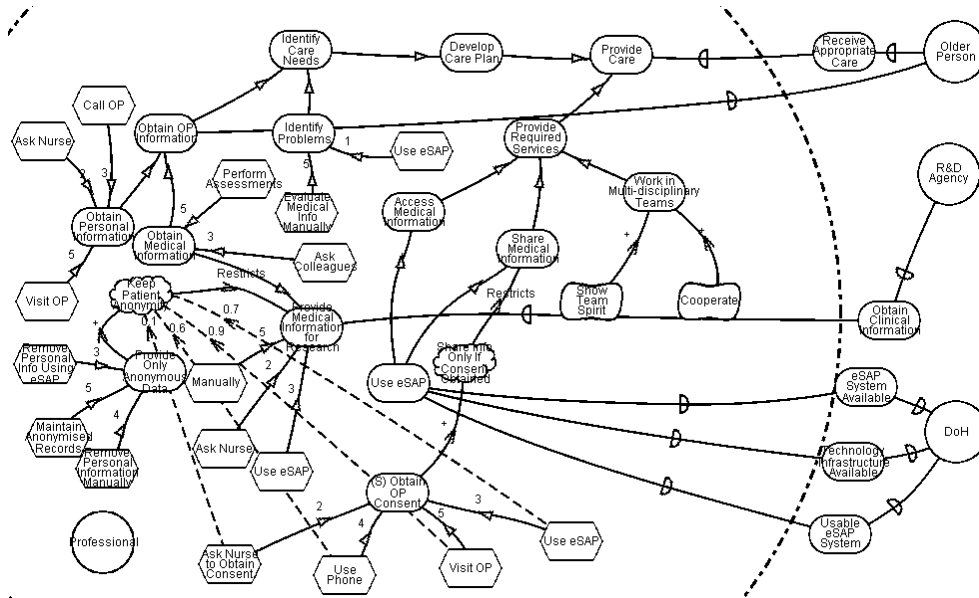 Identify
Care
Needs
Develop
Care Plan
Provide
Care
Receive
Appropriate
Care
Older
Person
Call OP
Ask Nurse
Obtain OP
Information
Identify
Problems
1
Use eSAP
Provide
Required
Services
R&D
Agency
2
3
Perform
Assessments
5
Evaluate
Medical Info
Manually
Access
Medical
Information
Work in
Multi-disciplinary
Teams
Obtain
Personal
Information
5
Obtain
Medical
Information
3
Ask
Colleagues
Share
Medical
Information
+
+
5
Visit OP
Keep
Patient
Anonymity
Restricts
Restricts
Show
Team
Spirit
Cooperate
Obtain
Clinical
Information
0.7
Provide
Medical
Information for
Research
0.1
0.6
0.9
5
+
Remove
Personal
Info Using
eSAP
3
Provide
Only
Anonymous
Data
Manually
2
3
Use eSAP
Share Info
Only If
Consent
Obtained
eSAP
System
Available
DoH
5
4
Maintain
Anonymised
Records
Remove
Personal
Information
Manually
Ask Nurse
Use eSAP
+
Technology
Infrastructure
Available
(S) Obtain
OP
Consent
2
4
5
3
Usable
eSAP
System
Professional
Ask Nurse
to Obtain
Consent
Use
Phone
Visit OP
Use eSAP